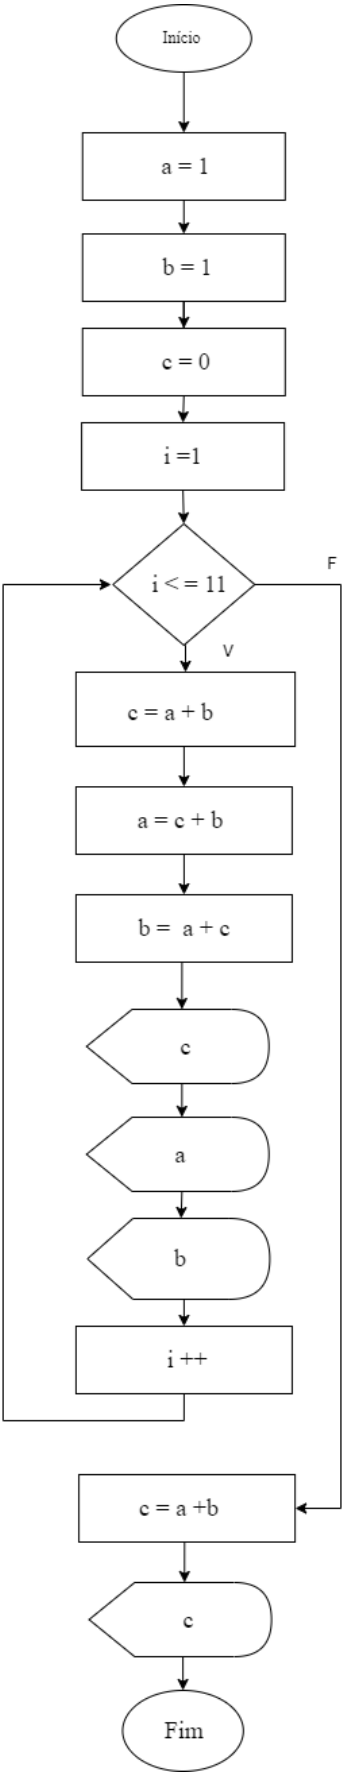 Início
a = 1
b = 1
c = 0
i =1
i < = 11
F
V
c = a + b
a = c + b
b =  a + c
c
a
b
i ++
c = a +b
c
Fim